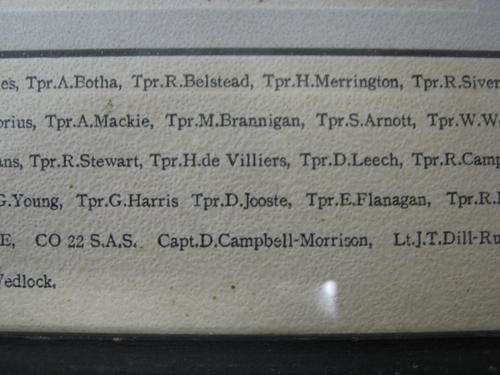 es, Tpr.A.Botha, Tpr.R.Belstead, Tpr.H.Merrington, Tpr.R.Siver
orius, Tpr.A.Mackie, Tpr.M.Brannigan, Tpr.S.Arnott, Tpr.W.W
ans, Tpr.R.Stewart, Tpr.H.de Villiers, Tpr.D.Leech, Tpr.R.Camp
G.Young, Tpr.G.Harris Tpr.D.Jooste, Tpr.E.Flanagan, Tpr.R.
E, CO 22 S.A.S. Capt.D.Campbell-Morrison, Lt.J.T.Dill-Ru
edlock.